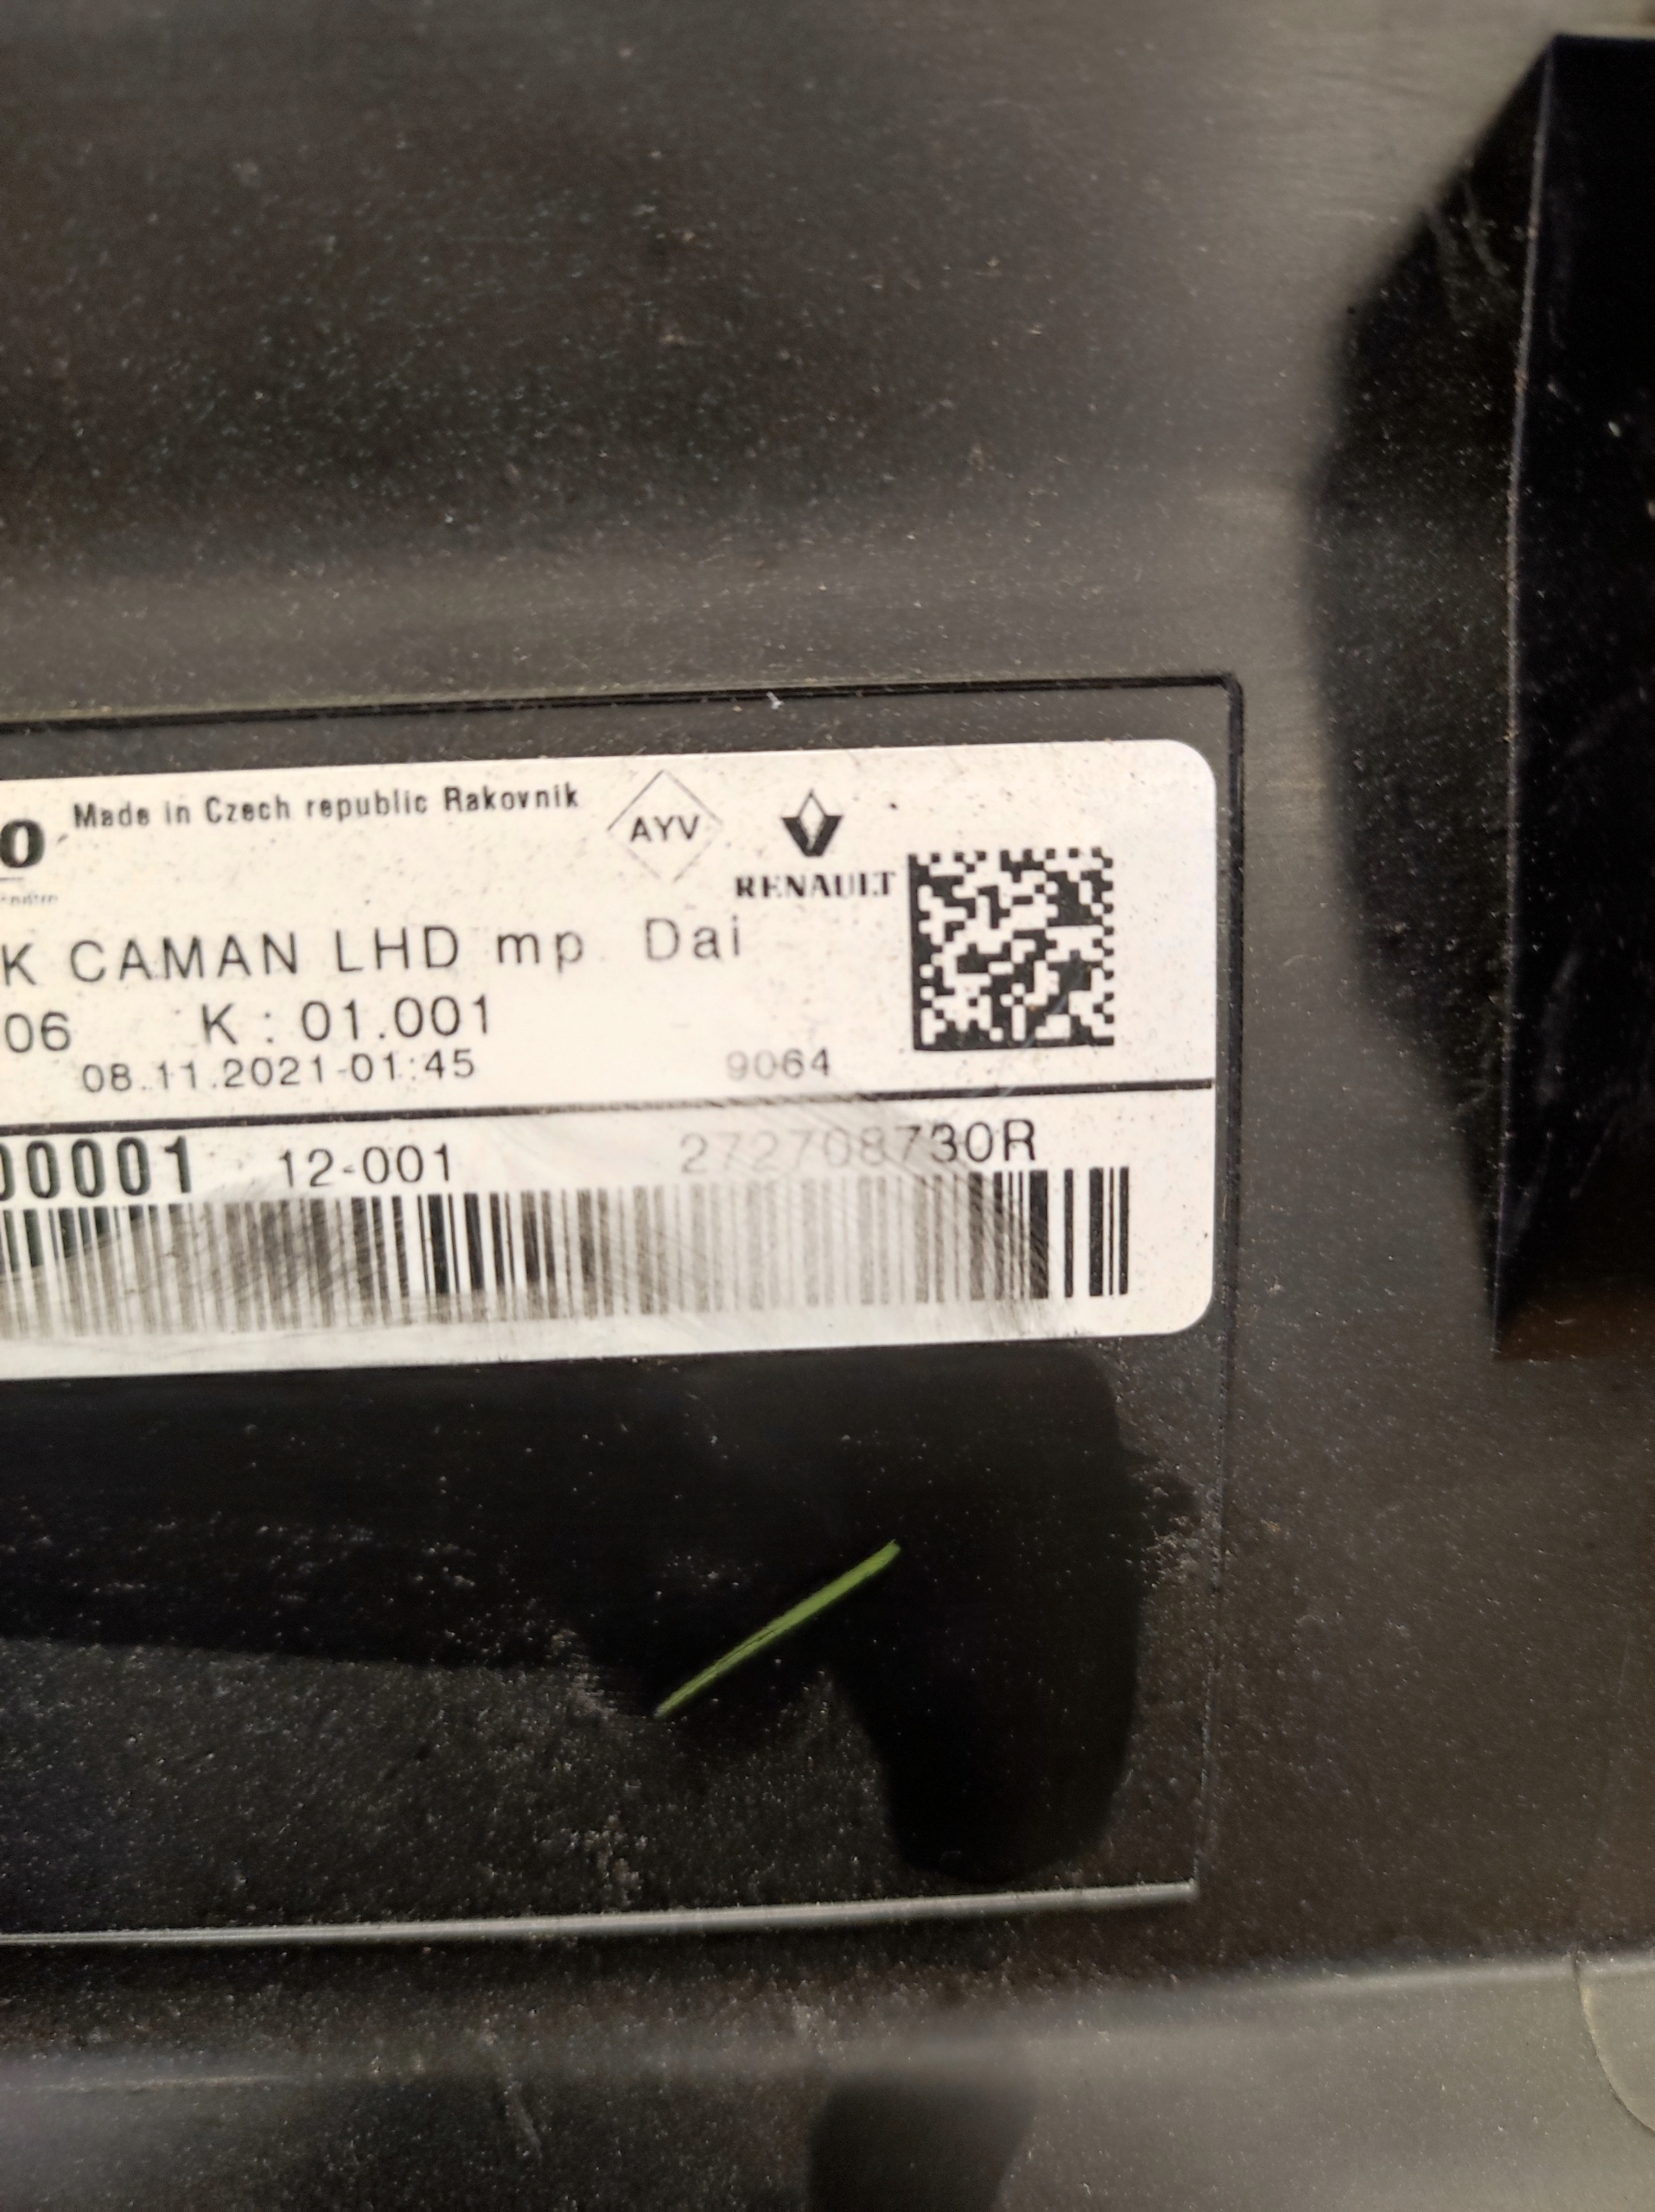 o Made in Czech republic Rakovnik
AYV
RENAULT
K CAMAN LHD mp Dai
06 K : 01.001
08.11.2021-01:45 9064
00001 12-001 272708730R